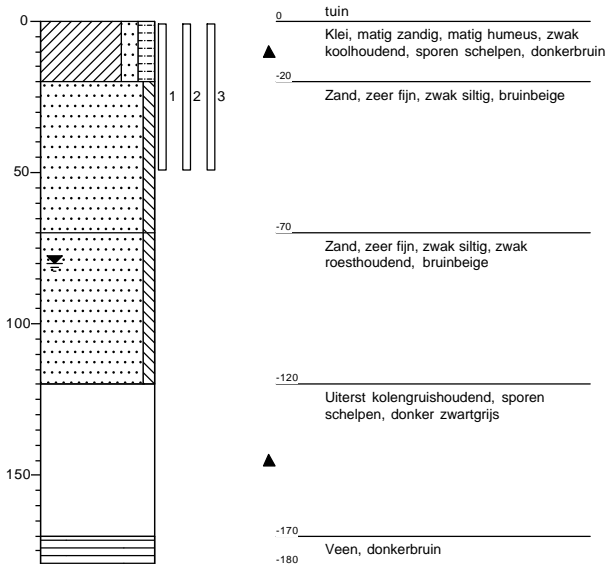 0
50
100
150
1
2
3
0
tuin
Klei, matig zandig, matig humeus, zwak
koolhoudend, sporen schelpen, donkerbruin
-20
Zand, zeer fijn, zwak siltig, bruinbeige
-70
Zand, zeer fijn, zwak siltig, zwak
roesthoudend, bruinbeige
-120
Uiterst kolengruishoudend, sporen
schelpen, donker zwartgrijs
-170
Veen, donkerbruin
-180